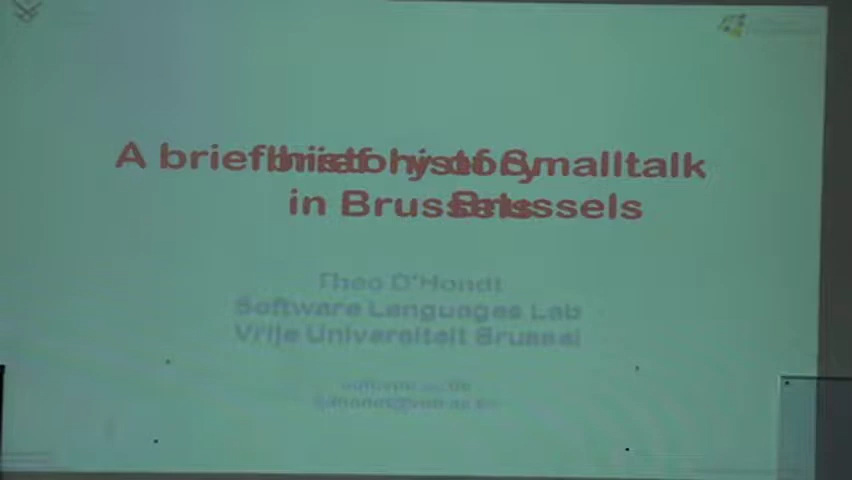 A brief history of Smalltalk
in Brussels
Theo D'Hondt
Software Languages Lab
Vrije Universiteit Brussel